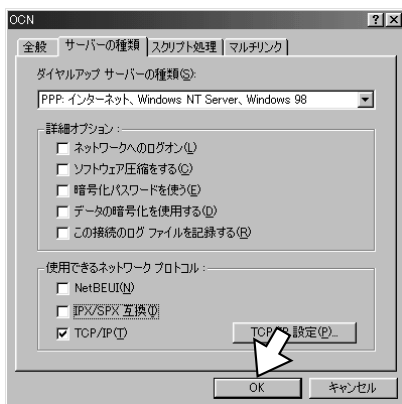 OCN
全般 サーバーの種類 スクリプト処理 マルチリンク
ダイヤルアップ サーバーの種類(S):
PPP: インターネット、Windows NT Server、Windows 98
詳細オプション:
ネットワークへのログオン(L)
ソフトウェア圧縮をする(C)
暗号化パスワードを使う(E)
データの暗号化を使用する(D)
この接続のログ ファイルを記録する(R)
使用できるネットワーク プロトコル:
NetBEUI(N)
IPX/SPX 互換(I)
TCP/IP(T)
TCP/IP 設定(P)...
OK キャンセル